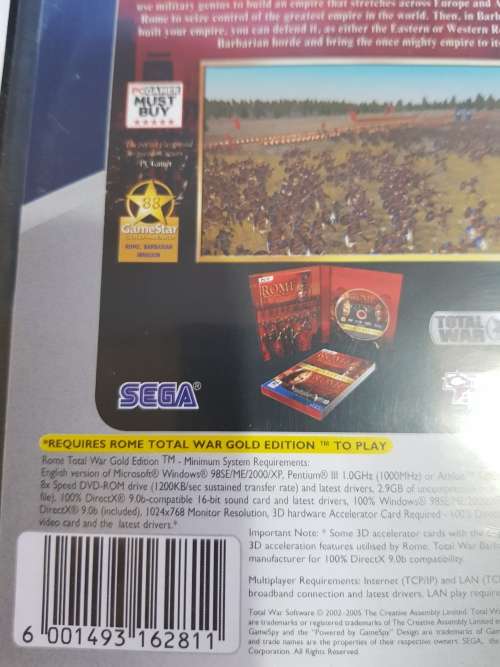 use military genius to build an empire that stretches across Europe and
Rome to seize control of the greatest empire in the world. Then, in Bar
built your empire, you can defend it, as either the Eastern or Western R
Barbarian horde and bring the once mighty empire to
PCGAMER
MUST
BUY
PC Gamer
88
GameStar
ROME, BARBARIAN
INVASION
ROME
TOTAL
WAR
SEGA®
*REQUIRES ROME TOTAL WAR GOLD EDITION ™ TO PLAY
Rome Total War Gold Edition TM - Minimum System Requirements:
English version of Microsoft® Windows® 98SE/ME/2000/XP, Pentium® III 1.0GHz (1000MHz) or Athlon™
8x Speed DVD-ROM drive (1200KB/sec sustained transfer rate) and latest drivers, 2.9GB of
file), 100% DirectX® 9.0b-compatible 16-bit sound card and latest drivers, 100% Windows® 98SE/ME/2000
DirectX® 9.0b (included), 1024x768 Monitor Resolution, 3D hardware Accelerator Card Required - 100%
video card and the latest drivers.*
Important Note: * Some 3D accelerator cards with the
3D acceleration features utilised by Rome: Total War Barb
manufacturer for 100% DirectX 9.0b compatibility.
Multiplayer Requirements: Internet (TCP/IP) and LAN (TC
broadband connection and latest drivers. LAN play require
Total War Software © 2002-2005 The Creative Assembly Limited. Total W
are trademarks or registered trademarks of The Creative Assembly Limited
GameSpy and the "Powered by GameSpy" Design are trademarks of Gam
and trade names are the properties of their respective owners. SEGA, the
Corporation. All Rights Reserved.
6 001493 162811